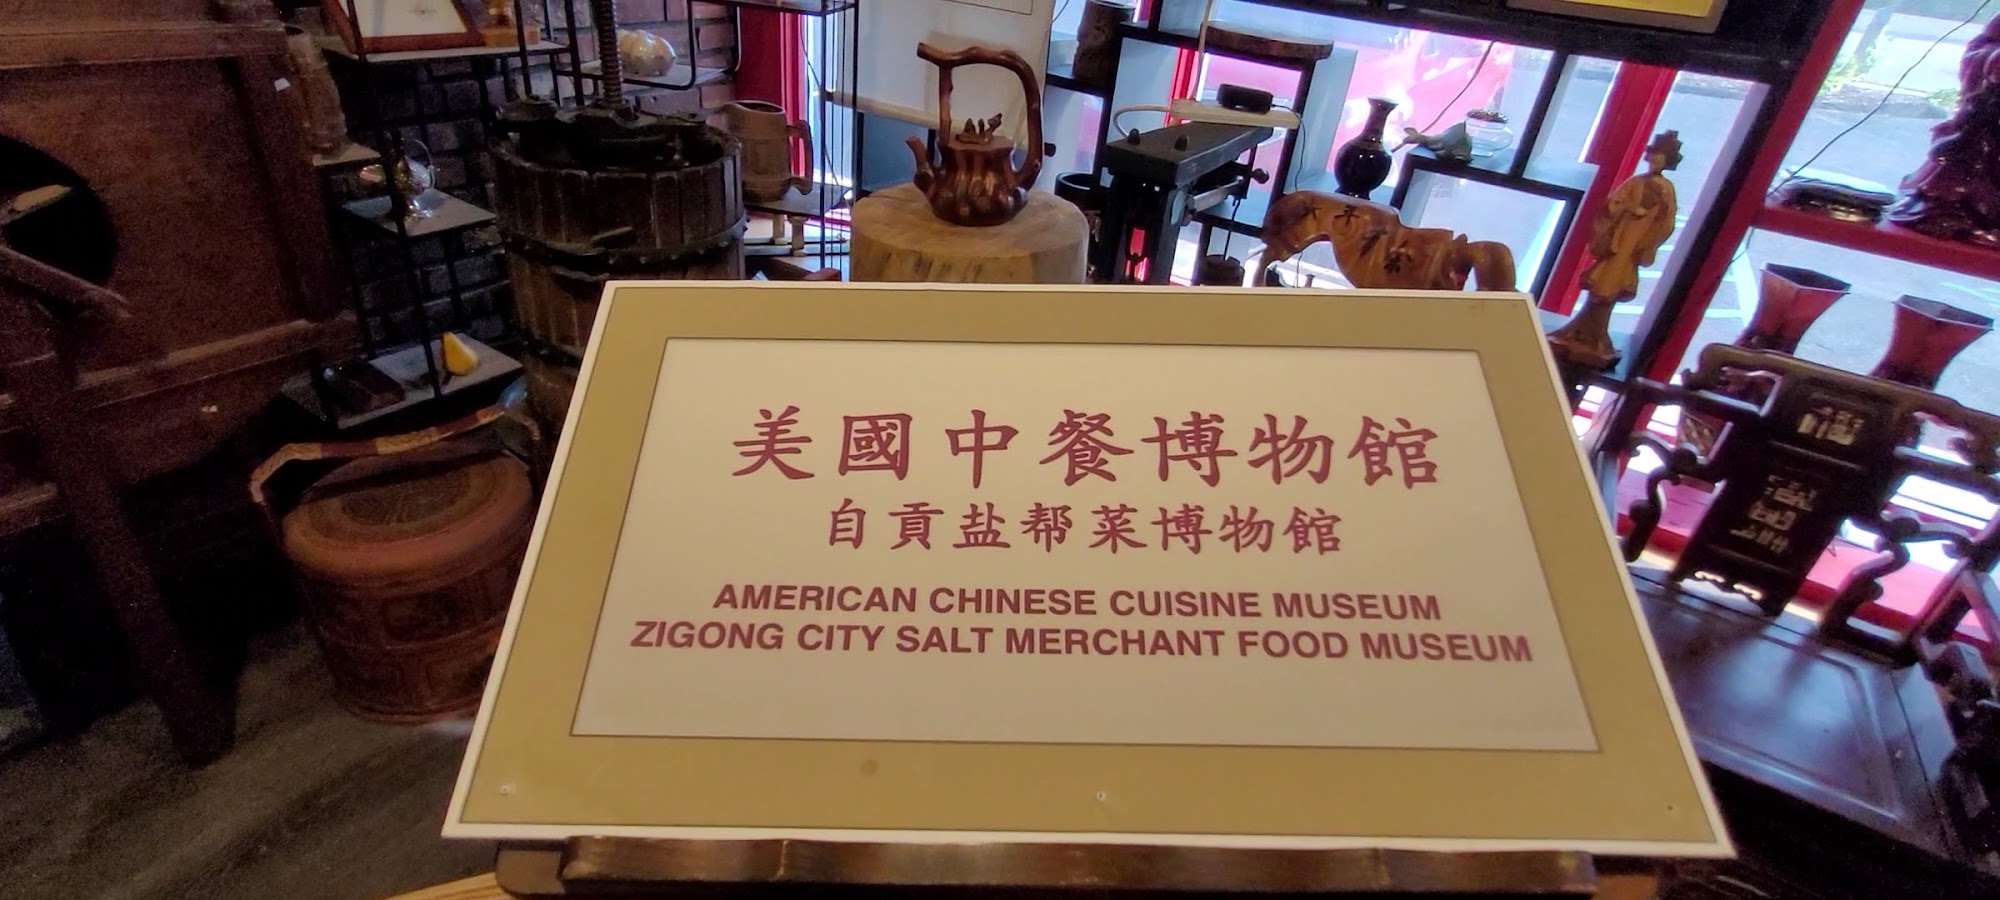 美國中餐博物館
自貢盐帮菜博物館
AMERICAN CHINESE CUISINE MUSEUM
ZIGONG CITY SALT MERCHANT FOOD MUSEUM